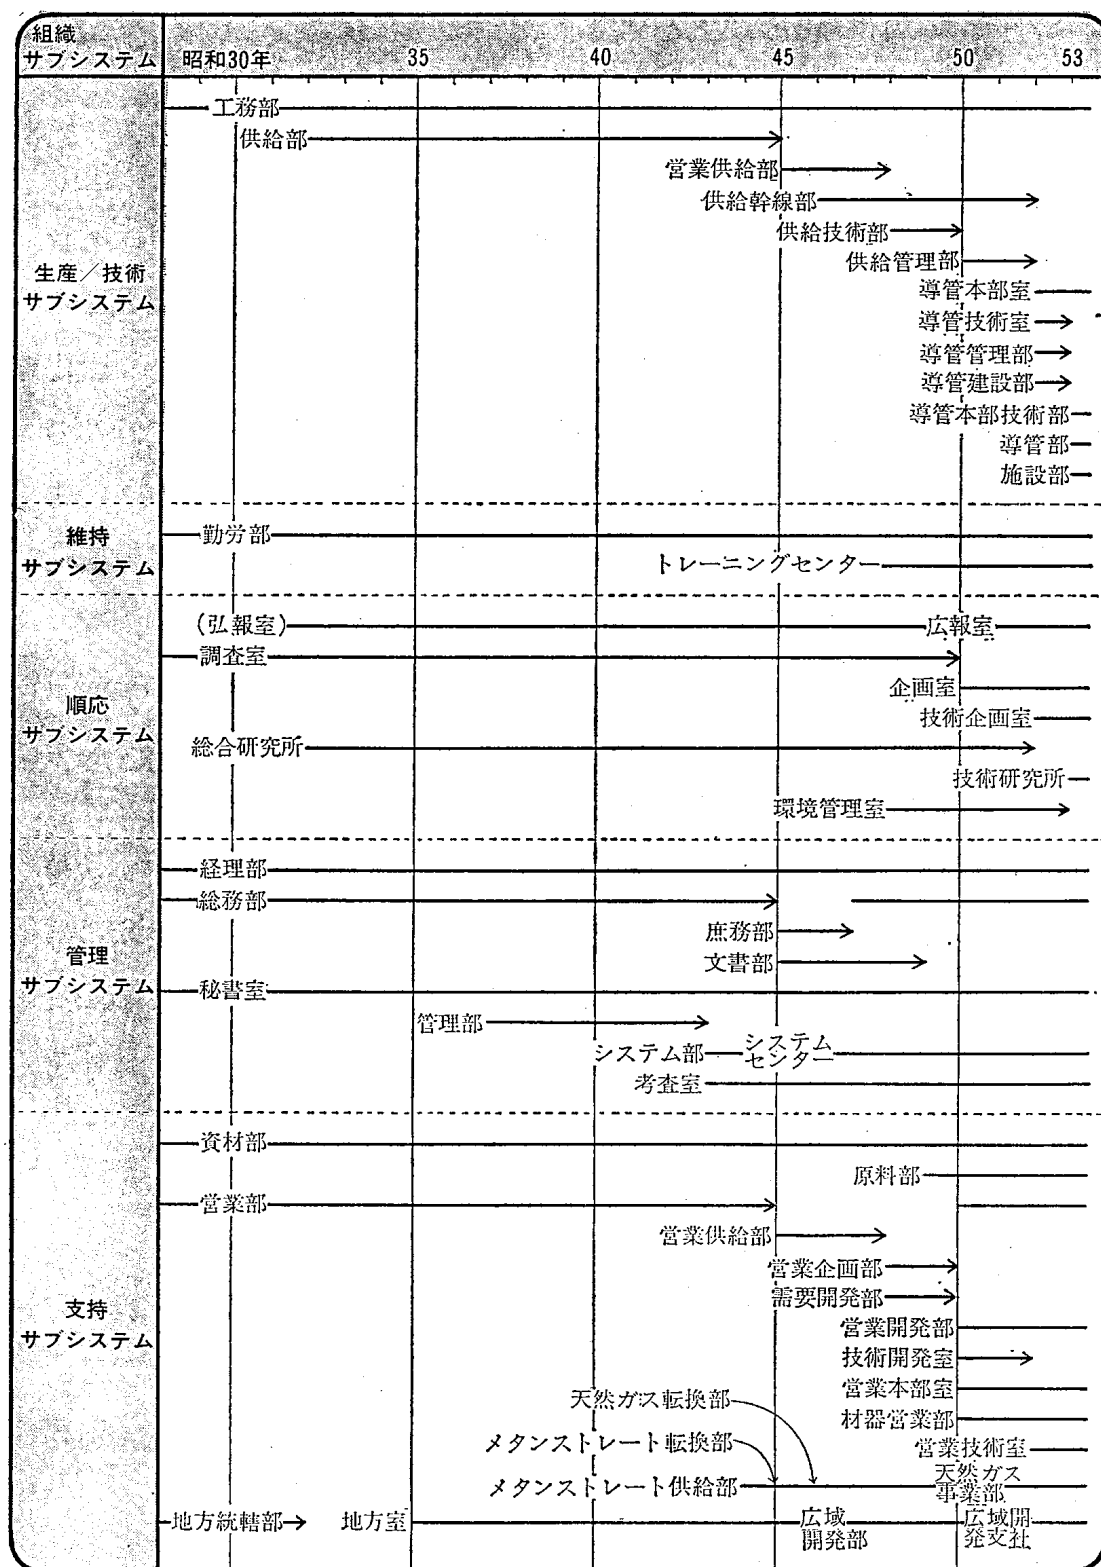 組織
サブシステム
昭和30年 35 40 45 50 53
生産/技術
サブシステム
工務部
供給部
営業供給部
供給幹線部
供給技術部
供給管理部
導管本部室
導管技術室
導管管理部
導管建設部
導管本部技術部
導管部
施設部
維持
サブシステム
勤労部
トレーニングセンター
順応
サブシステム
(弘報室) 広報室
調査室
企画室
技術企画室
総合研究所
技術研究所
環境管理室
管理
サブシステム
経理部
総務部
庶務部
文書部
秘書室
管理部
システム部 システム
センター
考査室
支持
サブシステム
資材部
原料部
営業部
営業供給部
営業企画部
需要開発部
営業開発部
技術開発室
営業本部室
材器営業部
天然ガス転換部
メタンストレート転換部
営業技術室
メタンストレート供給部
天然ガス
事業部
地方統轄部 地方室
広域
開発部
広域開
発支社